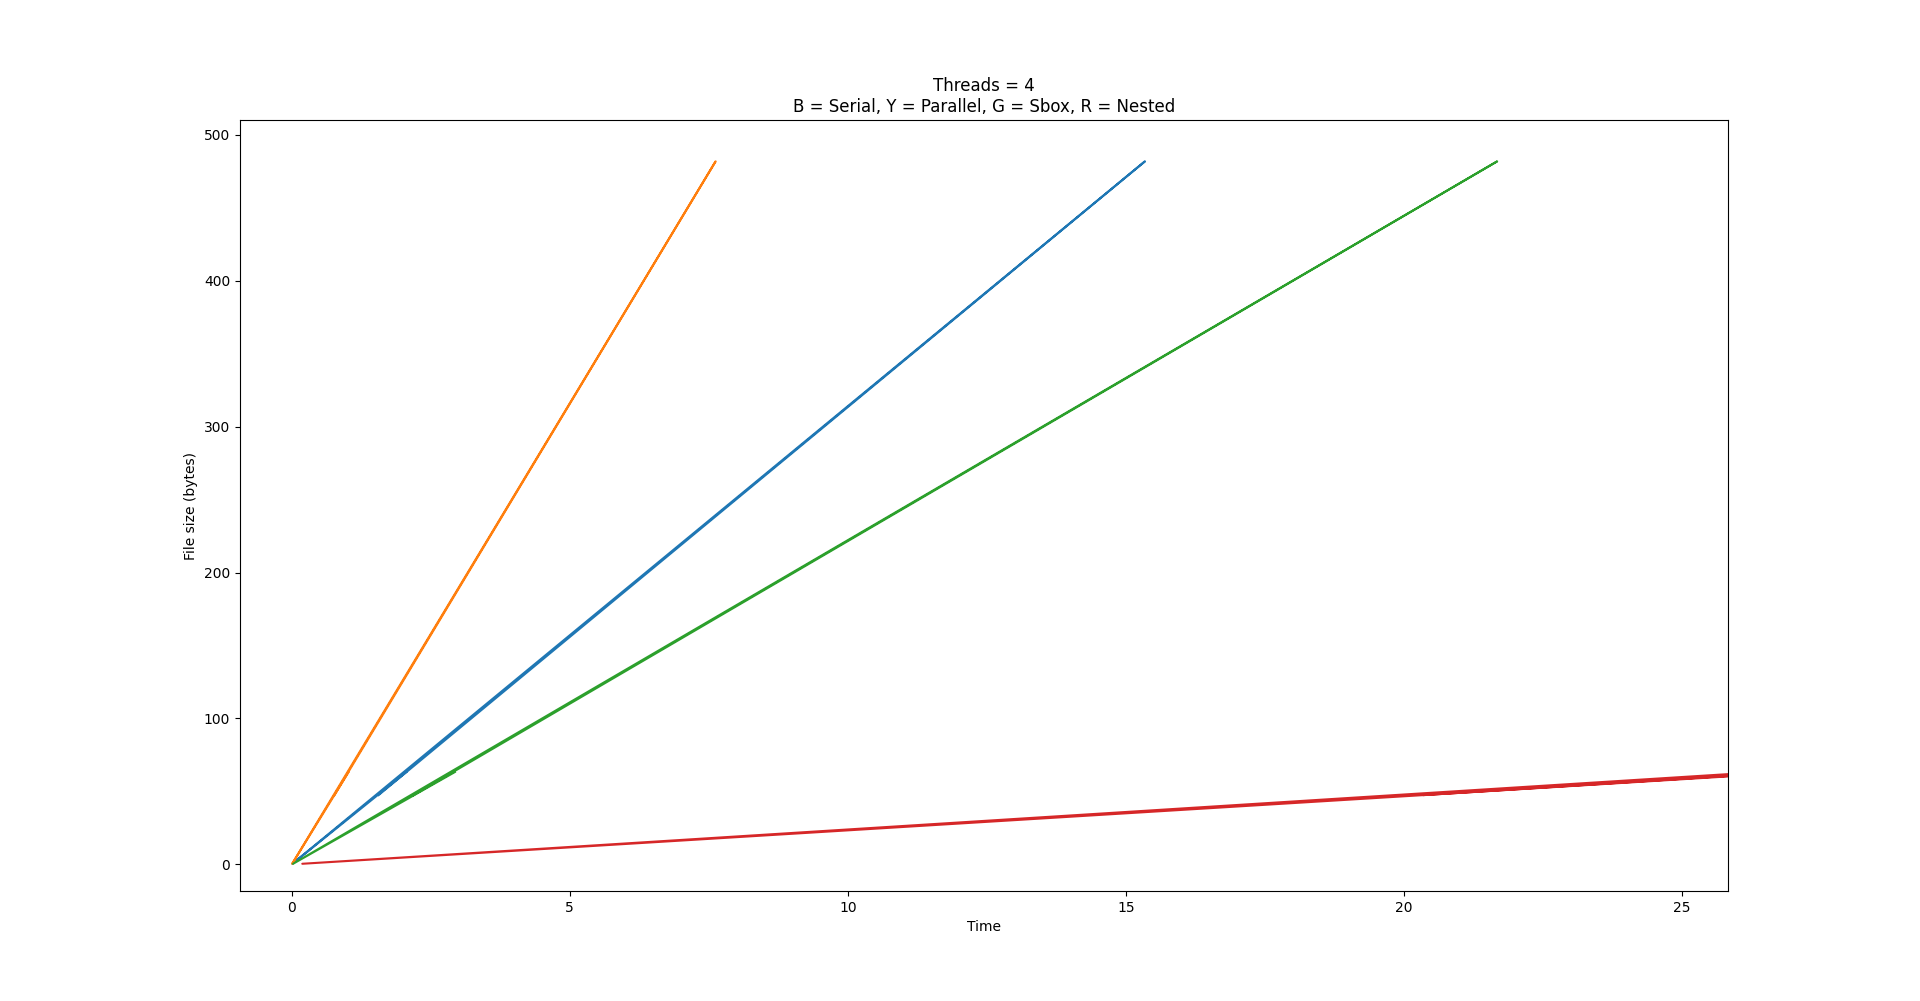 Threads = 4
B = Serial, Y = Parallel, G = Sbox, R = Nested
500
400
300
200
100
0
File size (bytes)
0 5 10 15 20 25
Time